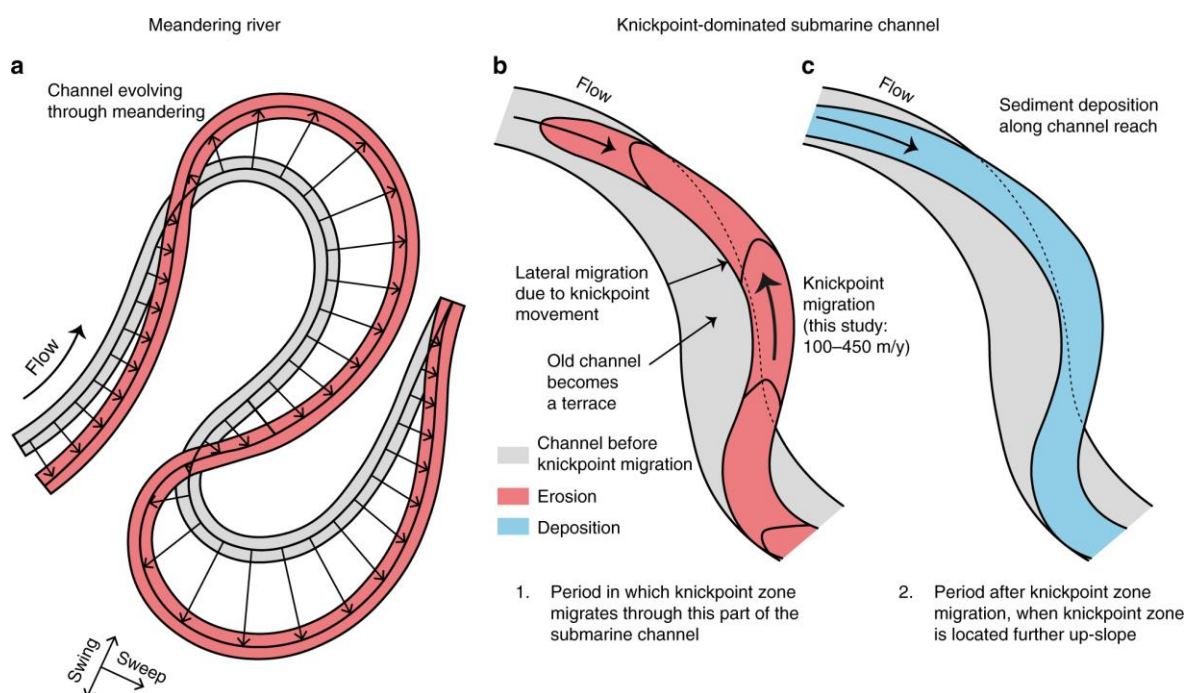 Meandering river
Knickpoint-dominated submarine channel
a
Channel evolving
through meandering
Flow
Swing
Sweep
b
Flow
Lateral migration
due to knickpoint
movement
Old channel
becomes
a terrace
Knickpoint
migration
(this study:
100–450 m/y)
Channel before
knickpoint migration
Erosion
Deposition
1. Period in which knickpoint zone
migrates through this part of the
submarine channel
c
Flow
Sediment deposition
along channel reach
2. Period after knickpoint zone
migration, when knickpoint zone
is located further up-slope